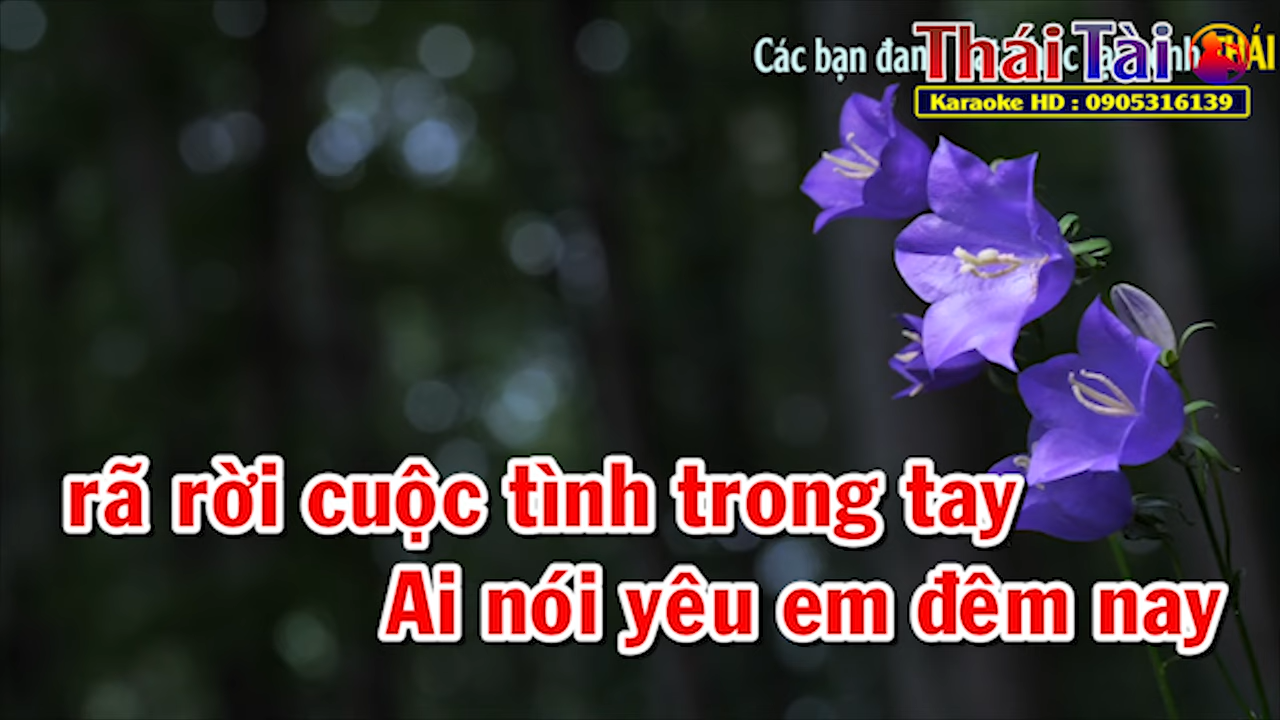 Các bạn
THÁI
Thái Tài
Karaoke HD : 0905316139
rã rời cuộc tình trong tay
Ai nói yêu em đêm nay